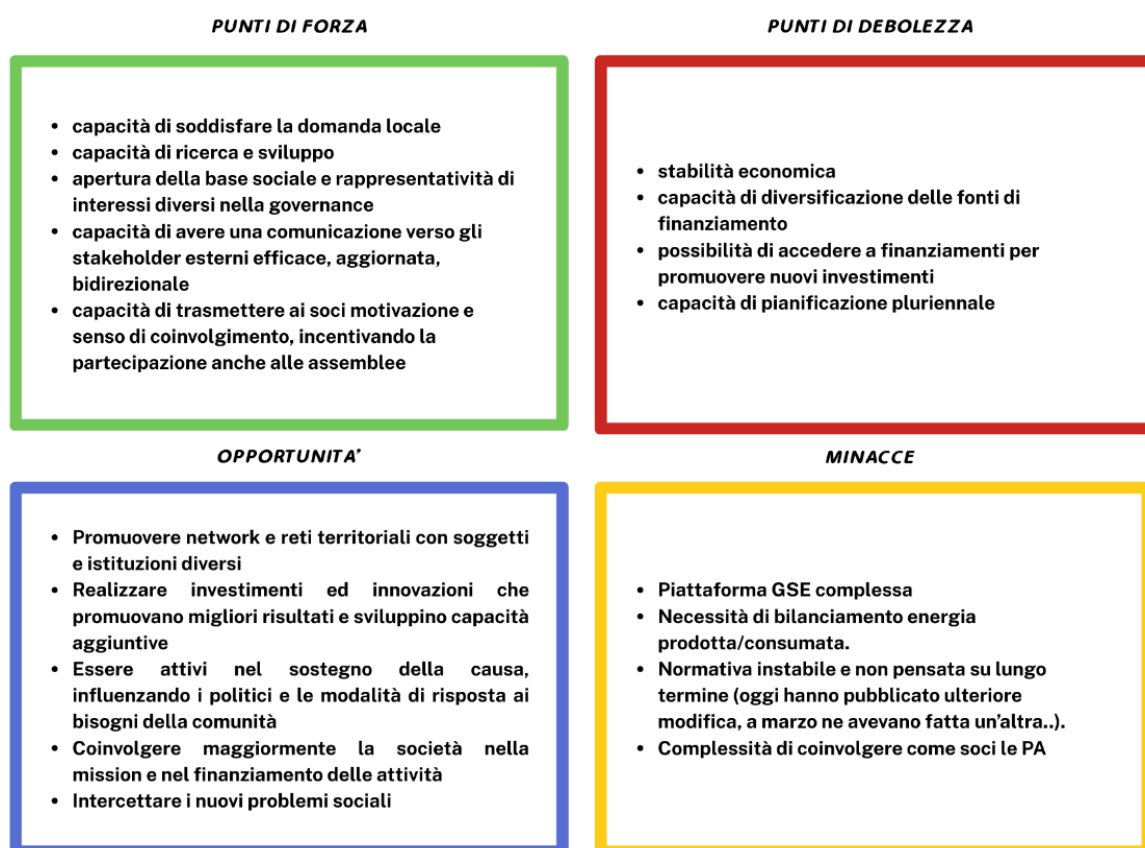 PUNTI DI FORZA
• capacità di soddisfare la domanda locale
• capacità di ricerca e sviluppo
• apertura della base sociale e rappresentatività di
interessi diversi nella governance
• capacità di avere una comunicazione verso gli
stakeholder esterni efficace, aggiornata,
bidirezionale
• capacità di trasmettere ai soci motivazione e
senso di coinvolgimento, incentivando la
partecipazione anche alle assemblee
PUNTI DI DEBOLEZZA
• stabilità economica
• capacità di diversificazione delle fonti di
finanziamento
• possibilità di accedere a finanziamenti per
promuovere nuovi investimenti
• capacità di pianificazione pluriennale
OPPORTUNITA’
• Promuovere network e reti territoriali con soggetti
e istituzioni diversi
• Realizzare investimenti ed innovazioni che
promuovano migliori risultati e sviluppino capacità
aggiuntive
• Essere attivi nel sostegno della causa,
influenzando i politici e le modalità di risposta ai
bisogni della comunità
• Coinvolgere maggiormente la società nella
mission e nel finanziamento delle attività
• Intercettare i nuovi problemi sociali
MINACCE
• Piattaforma GSE complessa
• Necessità di bilanciamento energia
prodotta/consumata.
• Normativa instabile e non pensata su lungo
termine (oggi hanno pubblicato ulteriore
modifica, a marzo ne avevano fatta un’altra..).
• Complessità di coinvolgere come soci le PA